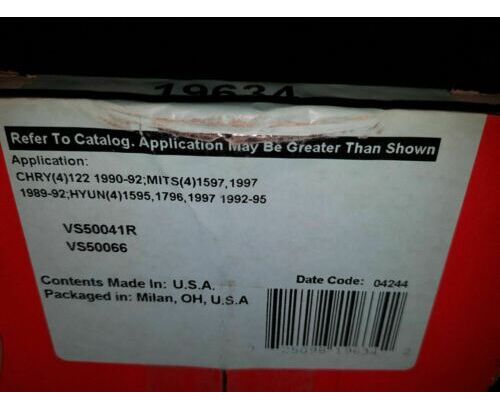 19634
Refer To Catalog. Application May Be Greater Than Shown
Application:
CHRY(4)122 1990-92;MITS(4)1597,1997
1989-92;HYUN(4)1595,1796,1997 1992-95
VS50041R
VS50066
Contents Made In: U.S.A.
Packaged in: Milan, OH, U.S.A
Date Code: 04244
19634 2